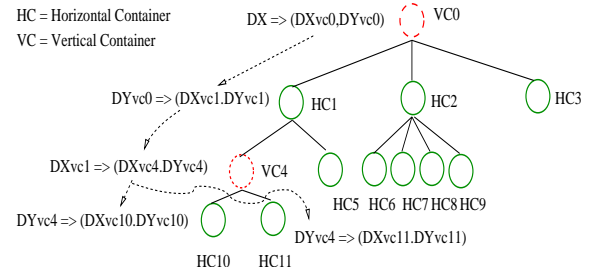 HC = Horizontal Container
VC = Vertical Container
DX => (DXvc0,DYvc0)
VC0
DYvc0 => (DXvc1.DYvc1)
HC1
HC2
HC3
DXvc1 => (DXvc4.DYvc4)
VC4
HC5 HC6 HC7 HC8 HC9
DYvc4 => (DXvc10.DYvc10)
DYvc4 => (DXvc11.DYvc11)
HC10 HC11